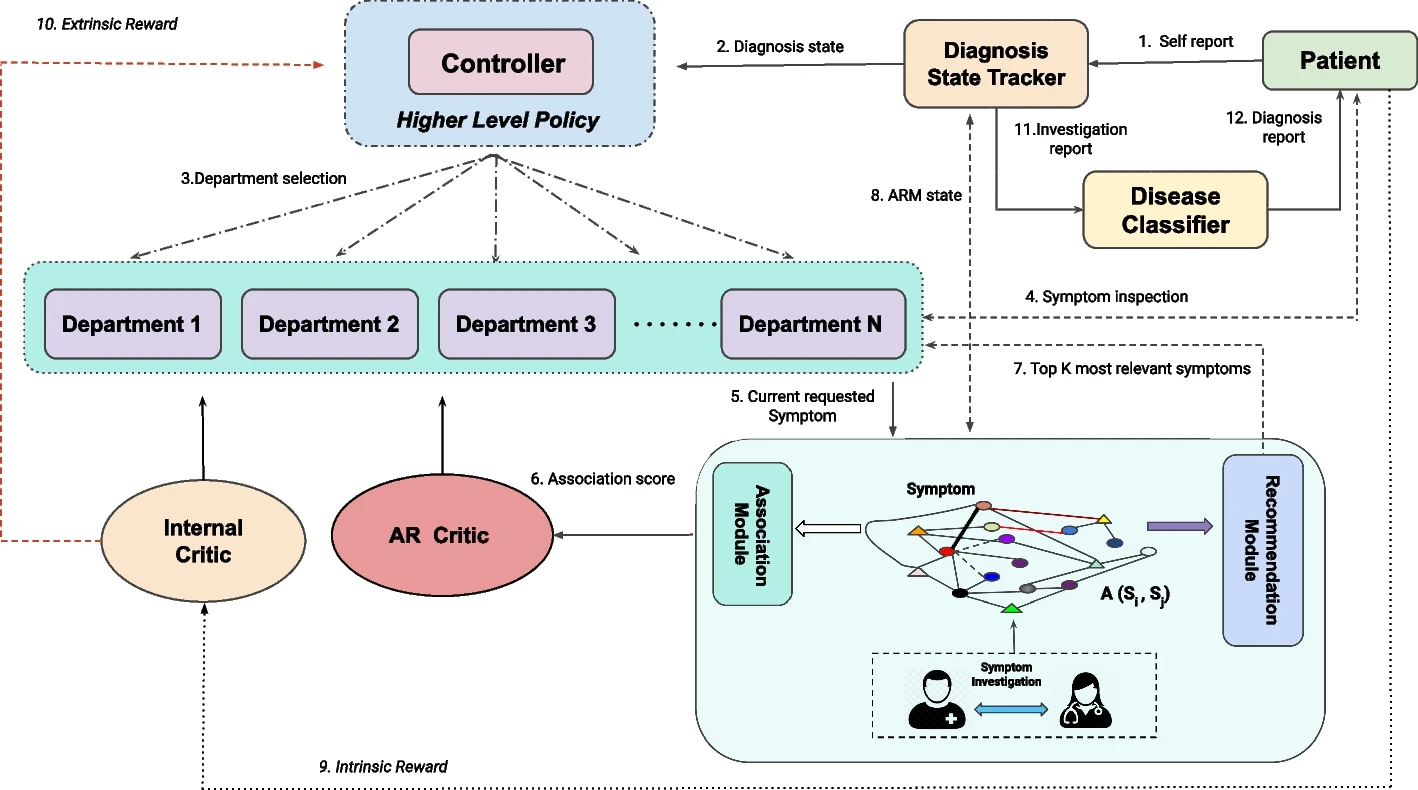 10. Extrinsic Reward
Controller
Higher Level Policy
2. Diagnosis state
Diagnosis
State Tracker
1. Self report
Patient
11.Investigation
report
12. Diagnosis
report
3.Department selection
8. ARM state
Disease
Classifier
4. Symptom inspection
Department 1
Department 2
Department 3
.......
Department N
7. Top K most relevant symptoms
5. Current requested
Symptom
6. Association score
Internal
Critic
AR Critic
Association
Module
Symptom
A (Si , Sj)
Recommendation
Module
Symptom
Investigation
9. Intrinsic Reward